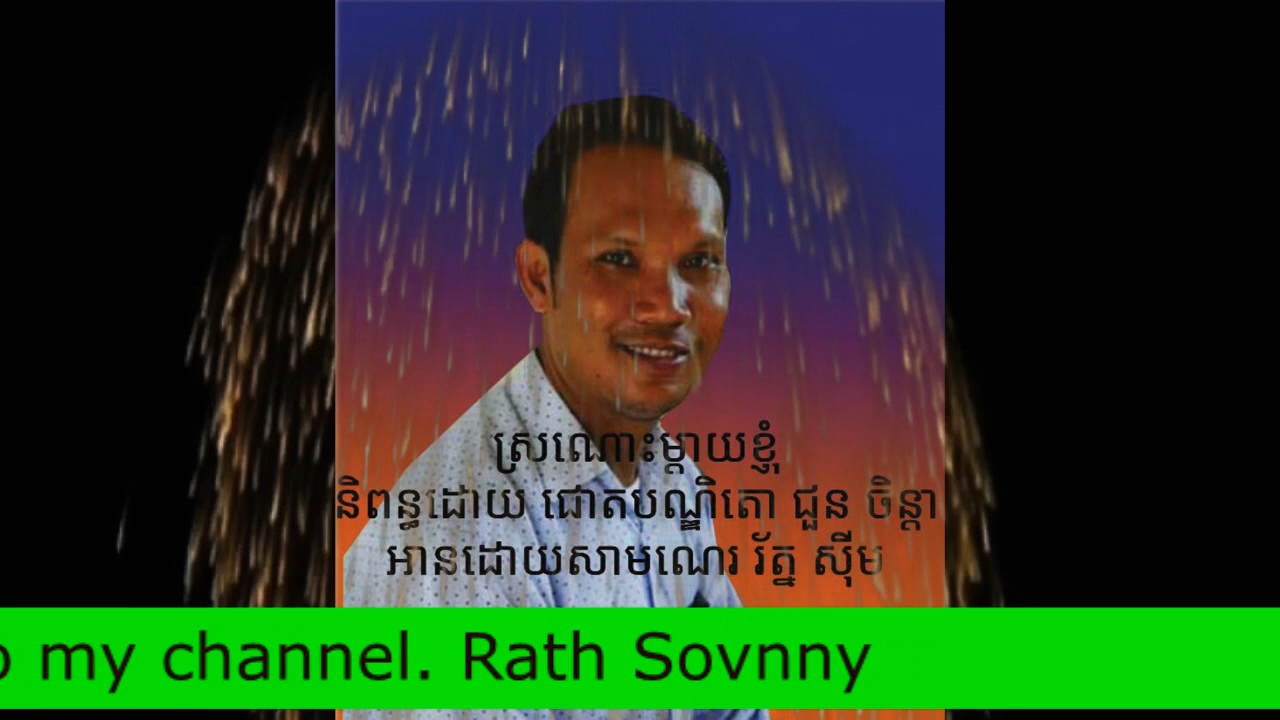 ស្រណោះម្ដាយខ្ញុំ
និពន្ធដោយ ជោតបណ្ឌិតោ ជួន ចិន្តា
អានដោយសាមណេរ រ័ត្ន ស៊ីម
o my channel. Rath Sovnny